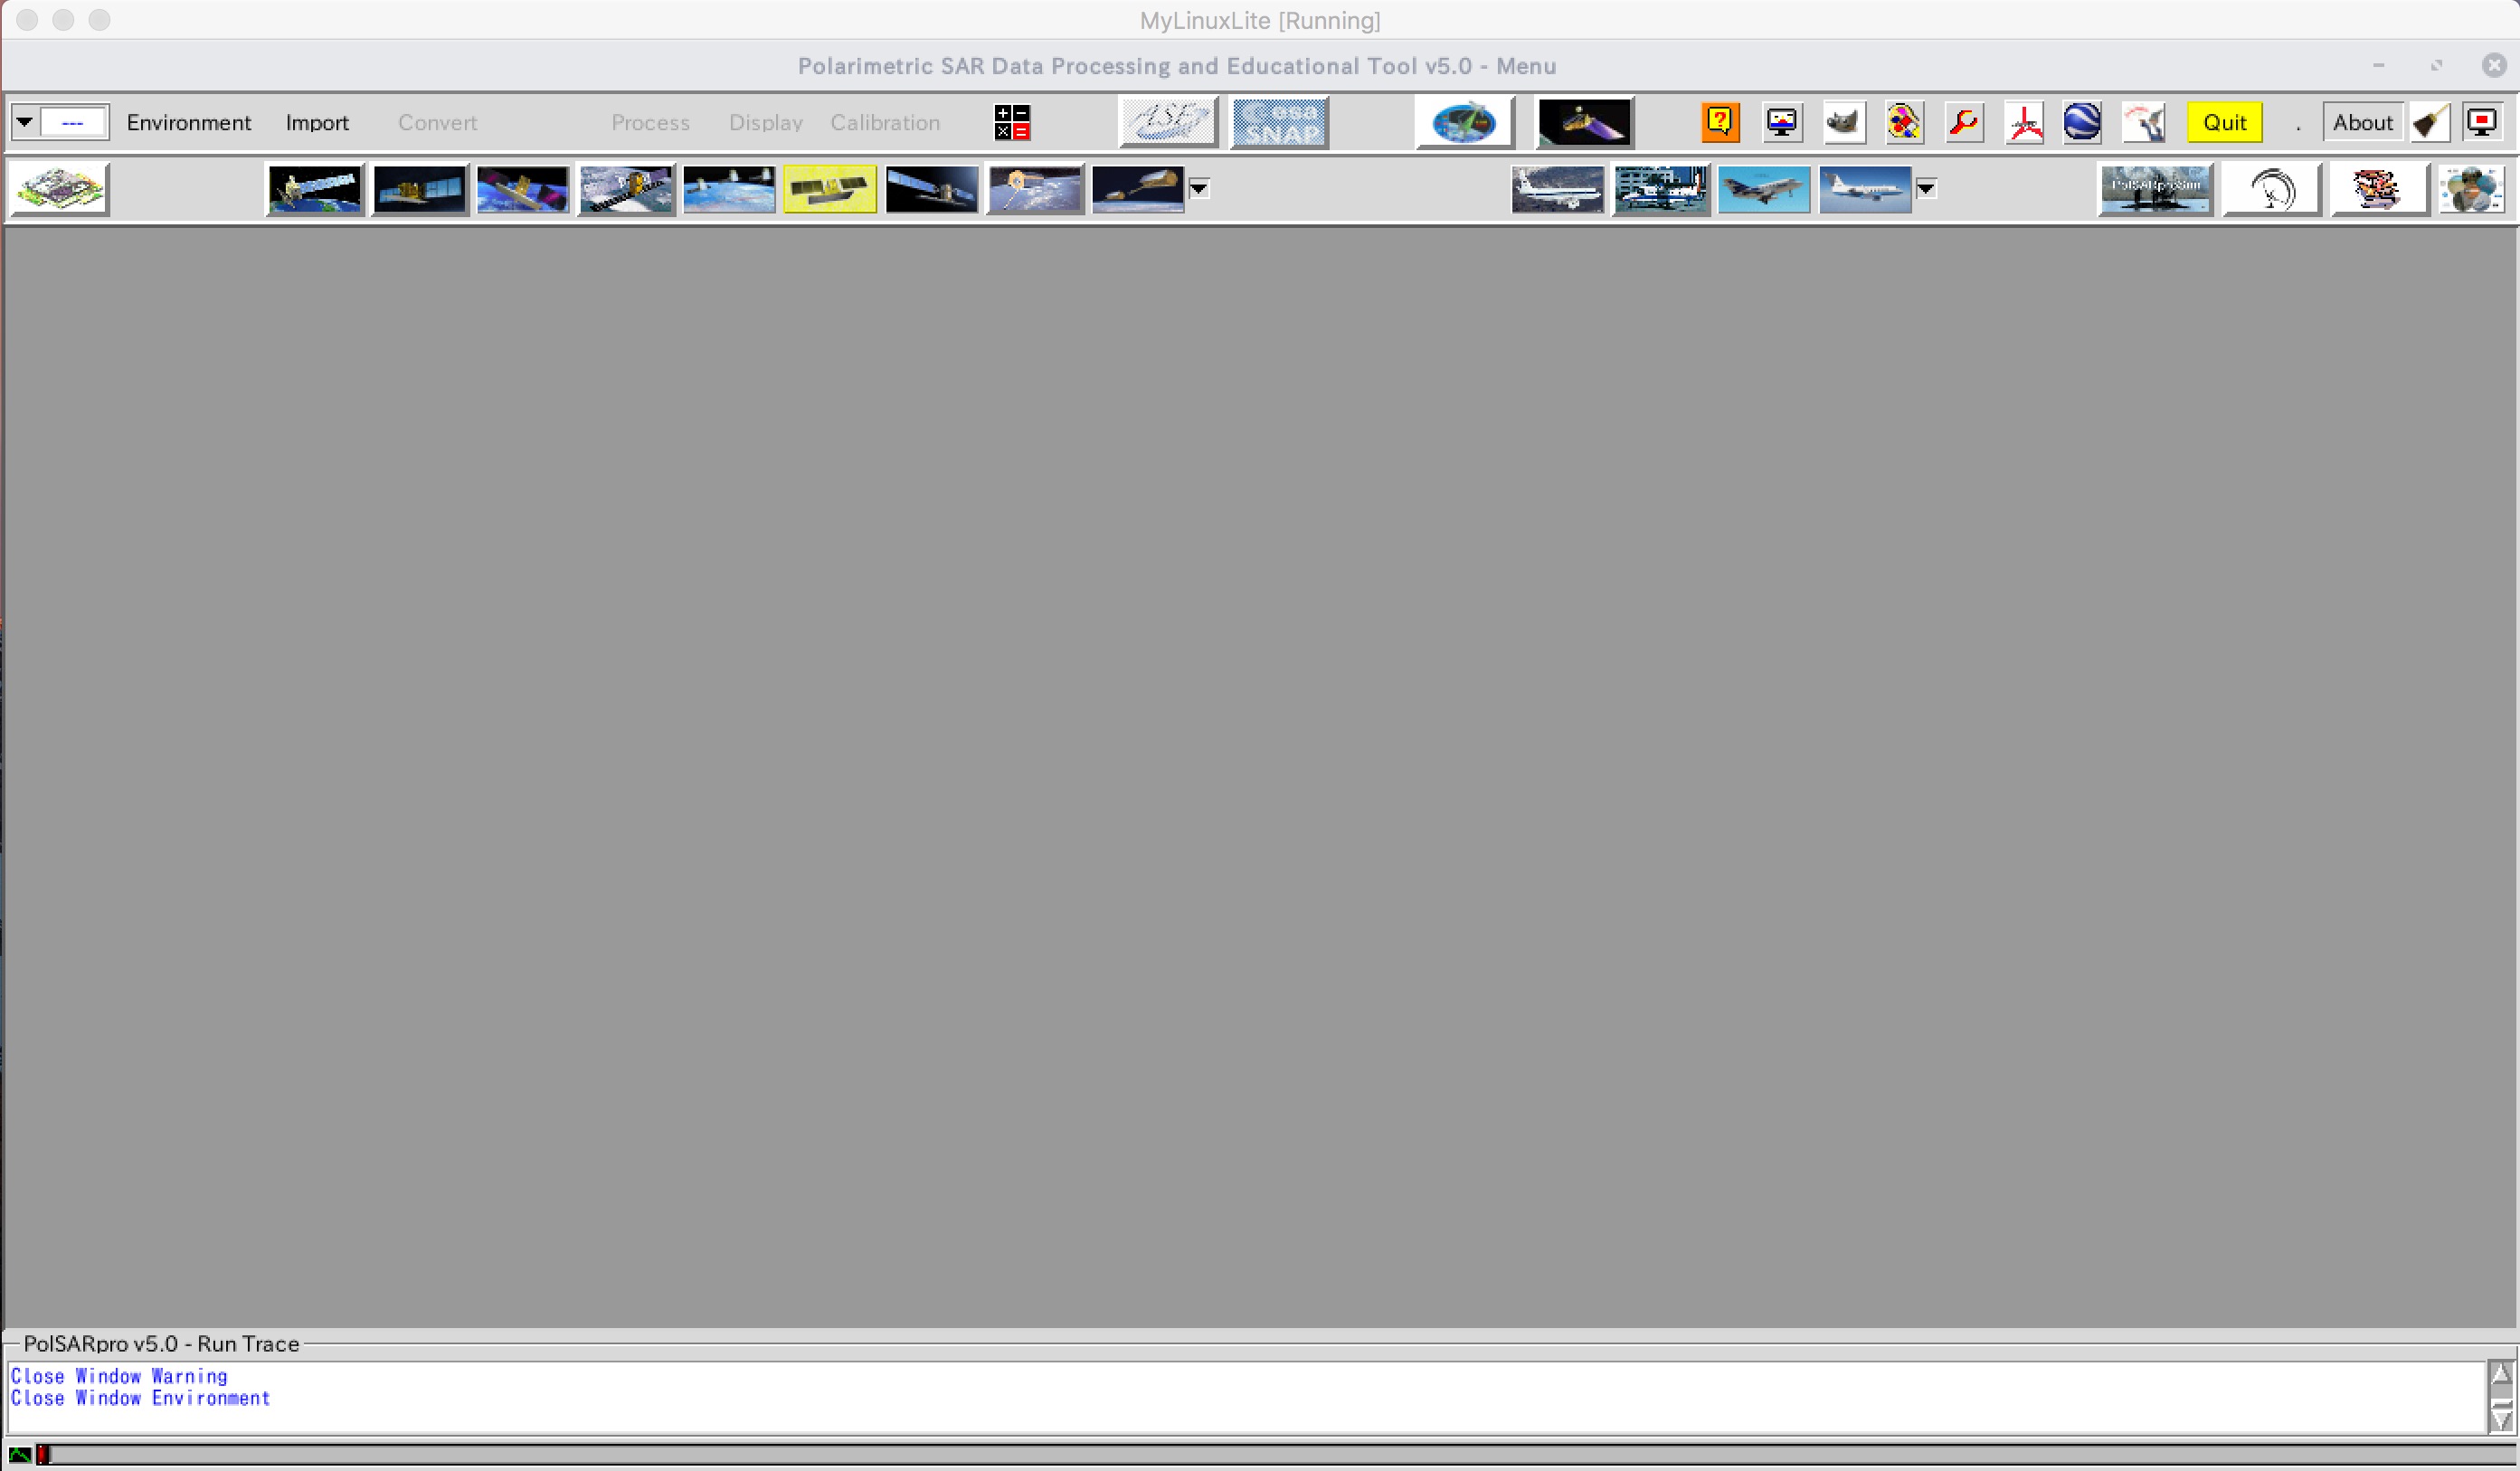 MyLinuxLite [Running]
Polarimetric SAR Data Processing and Educational Tool v5.0 - Menu
--- Environment Import Convert Process Display Calibration ASF esa SNAP Quit . About
PolSARproSim
PolSARpro v5.0 - Run Trace
Close Window Warning
Close Window Environment